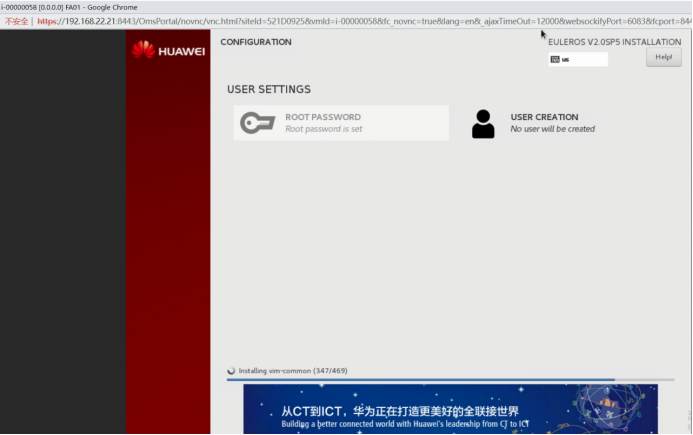 i-00000058 [0.0.0.0] FA01 - Google Chrome
不安全 | https://192.168.22.21:8443/OmsPortal/novnc/vnc.html?siteId=521D0925&vmId=i-00000058&fc_novnc=true&lang=en&_ajaxTimeOut=12000&websockifyPort=6083&fcport=844
HUAWEI
CONFIGURATION
EULEROS V2.0SP5 INSTALLATION
us
Help!
USER SETTINGS
ROOT PASSWORD
Root password is set
USER CREATION
No user will be created
Installing vim-common (347/469)
从CT到ICT，华为正在打造更美好的全联接世界
Building a better connected world with Huawei's leadership from CT to ICT